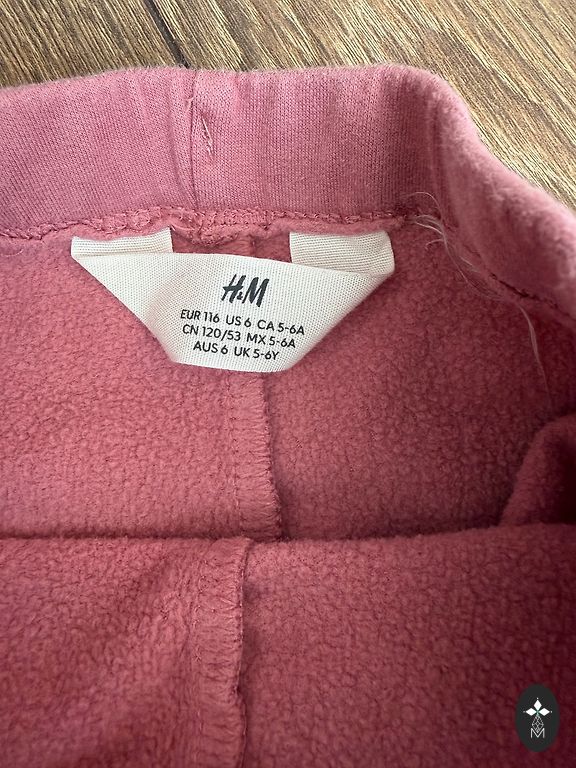 H&M
EUR 116 US 6 CA 5-6A
CN 120/53 MX 5-6A
AUS 6 UK 5-6Y
M